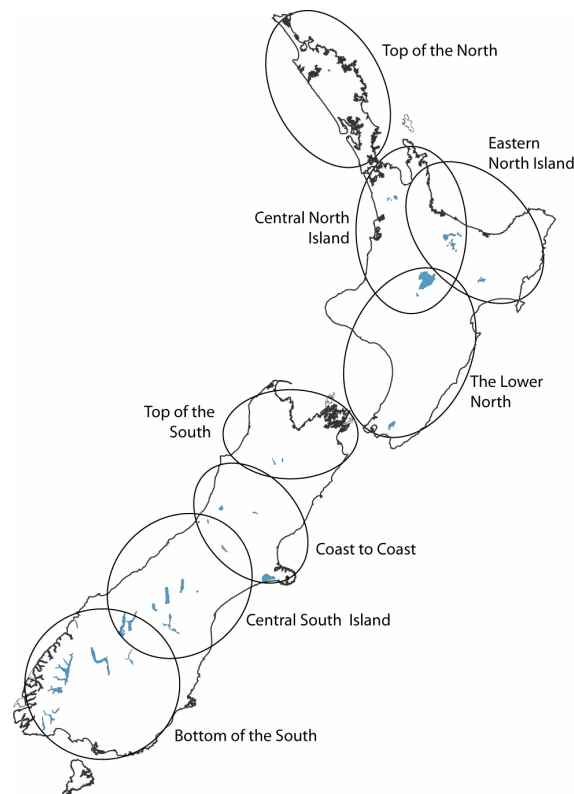 Top of the North
Eastern
North Island
Central North
Island
The Lower
North
Top of the
South
Coast to Coast
Central South Island
Bottom of the South